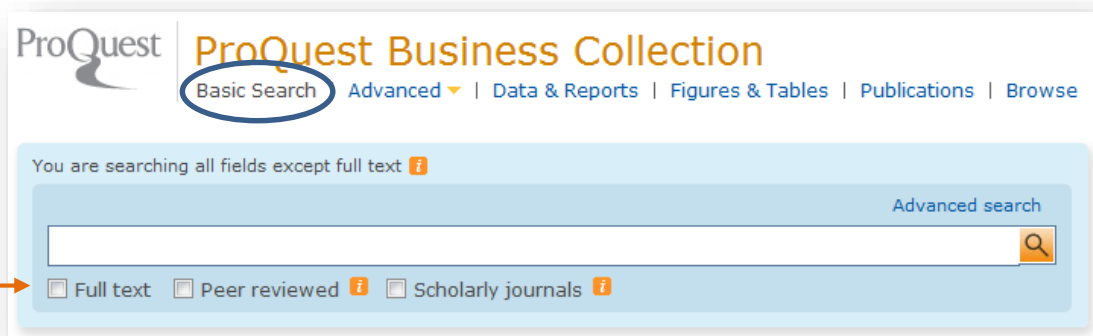 ProQuest
ProQuest Business Collection
Basic Search | Advanced | Data & Reports | Figures & Tables | Publications | Browse
You are searching all fields except full text i
Advanced search
Full text Peer reviewed i Scholarly journals i